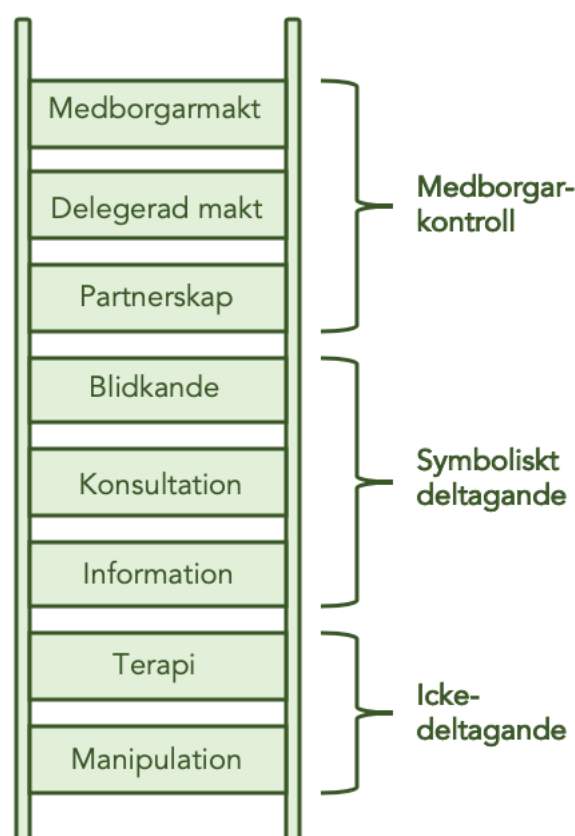 Medborgarmakt
Delegerad makt
Partnerskap
Medborgar-
kontroll
Blidkande
Konsultation
Information
Symboliskt
deltagande
Terapi
Manipulation
Icke-
deltagande